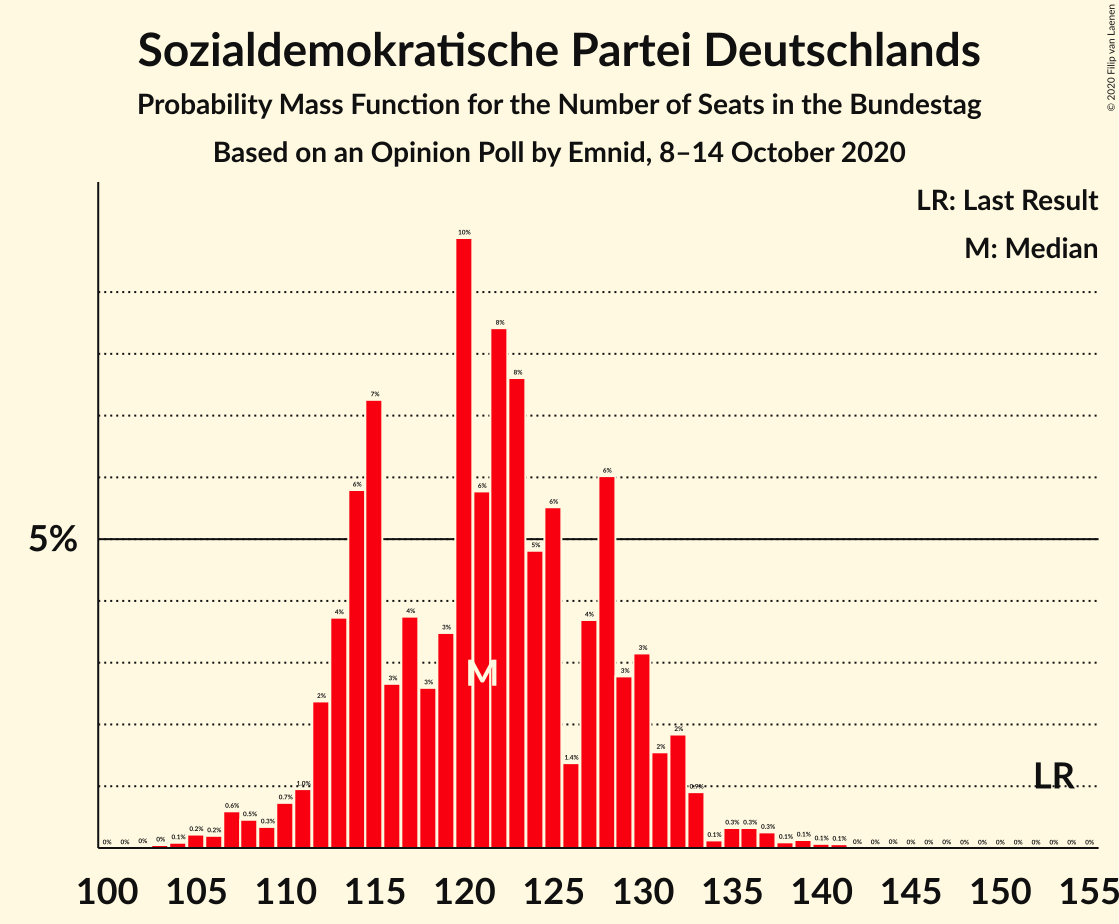 Sozialdemokratische Partei Deutschlands
Probability Mass Function for the Number of Seats in the Bundestag
Based on an Opinion Poll by Emnid, 8–14 October 2020
© 2020 Filip van Laenen
LR: Last Result
M: Median
5%
0% 0% 0% 0% 0.1% 0.2% 0.2% 0.6% 0.5% 0.3% 0.7% 1.0% 2% 4% 6% 7% 3% 4% 3% 3% 10% 6% 8% 8% 5% 6% 1.4% 4% 6% 3% 3% 2% 2% 0.9% 0.1% 0.3% 0.3% 0.3% 0.1% 0.1% 0.1% 0.1% 0% 0% 0% 0% 0% 0% 0% 0% 0% 0% 0% 0% 0% 0%
M
LR
100 105 110 115 120 125 130 135 140 145 150 155